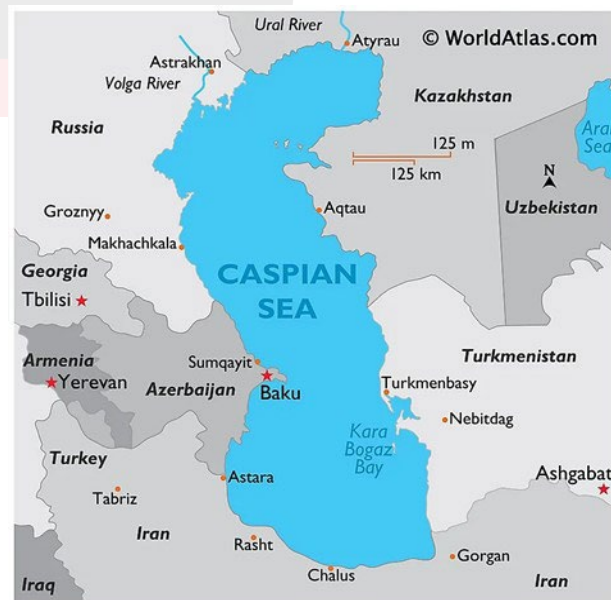 Ural River
Atyrau
© WorldAtlas.com
Astrakhan
Volga River
Kazakhstan
Aral
Sea
Russia
125 m
125 km
N
Uzbekistan
Groznyy
Aqtau
Makhachkala
Georgia
Tbilisi
CASPIAN
SEA
Armenia
Yerevan
Sumqayit
Azerbaijan
Baku
Turkmenistan
Turkmenbasy
Nebitdag
Kara
Bogaz
Bay
Turkey
Astara
Ashgabat
Tabriz
Iran
Rasht
Chalus
Gorgan
Iraq
Iran